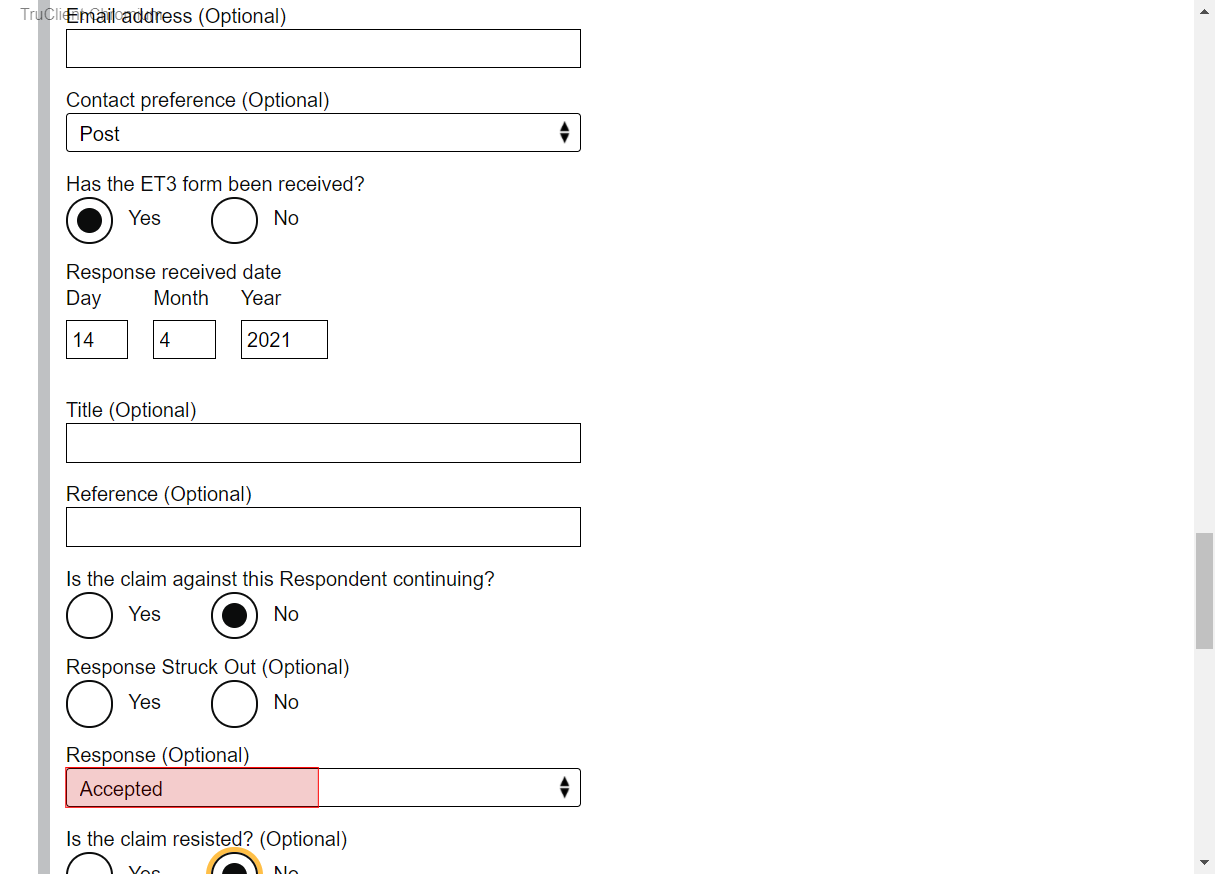 TruClient Chromium
Email address (Optional)
Contact preference (Optional)
Post
Has the ET3 form been received?
Yes No
Response received date
Day Month Year
14 4 2021
Title (Optional)
Reference (Optional)
Is the claim against this Respondent continuing?
Yes No
Response Struck Out (Optional)
Yes No
Response (Optional)
Accepted
Is the claim resisted? (Optional)
Yes No